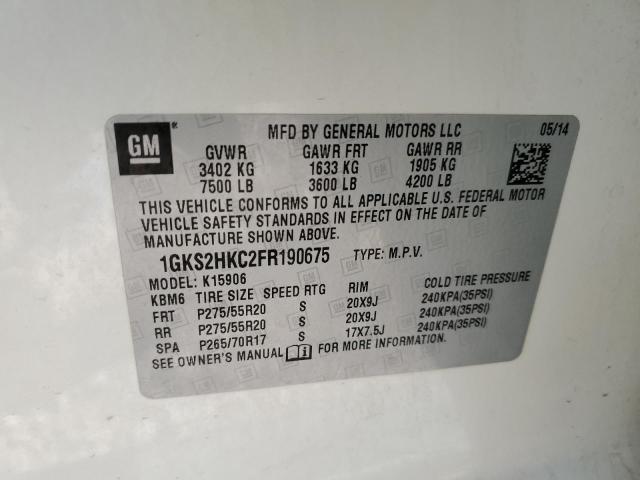 GM
MFD BY GENERAL MOTORS LLC 05/14
GVWR GAWR FRT GAWR RR
3402 KG 1633 KG 1905 KG
7500 LB 3600 LB 4200 LB
THIS VEHICLE CONFORMS TO ALL APPLICABLE U.S. FEDERAL MOTOR
VEHICLE SAFETY STANDARDS IN EFFECT ON THE DATE OF
MANUFACTURE SHOWN ABOVE.
1GKS2HKC2FR190675 TYPE: M.P.V.
MODEL: K15906
KBM6 TIRE SIZE SPEED RTG RIM COLD TIRE PRESSURE
FRT P275/55R20 S 20X9J 240KPA(35PSI)
RR P275/55R20 S 20X9J 240KPA(35PSI)
SPA P265/70R17 S 17X7.5J 240KPA(35PSI)
SEE OWNER'S MANUAL FOR MORE INFORMATION.